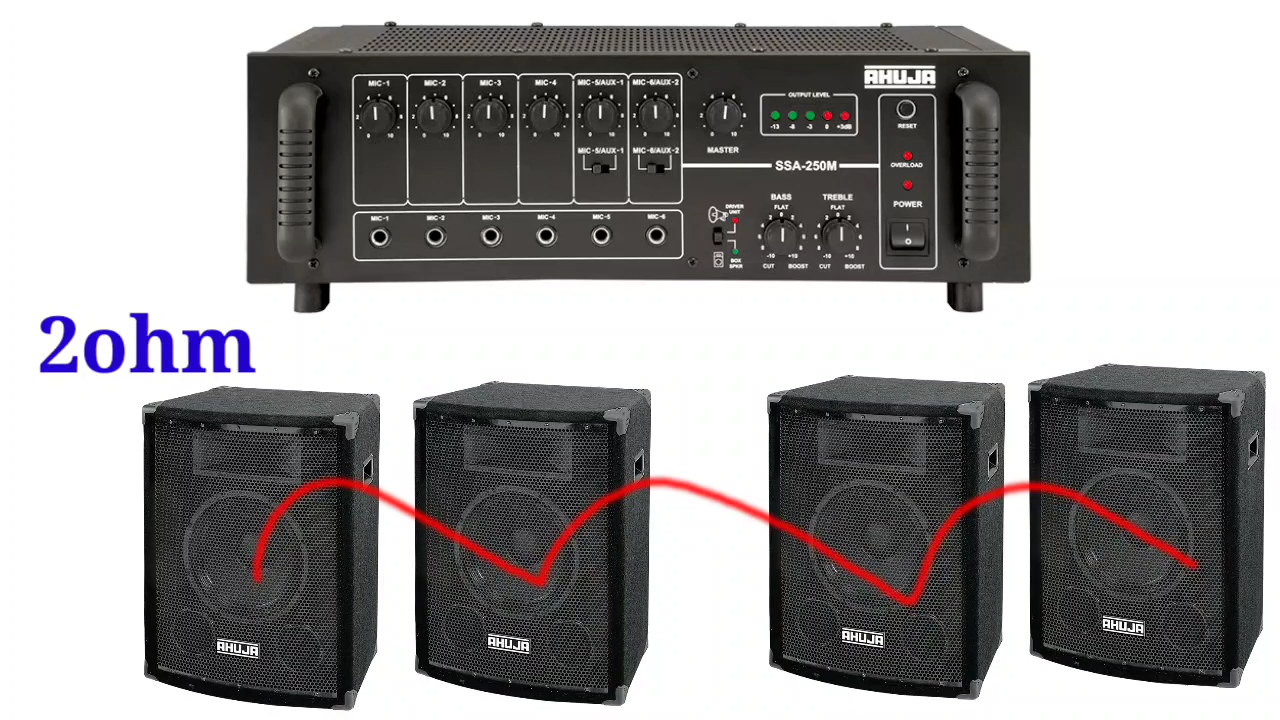 AHUJA
MIC-1 MIC-2 MIC-3 MIC-4 MIC-5/AUX-1 MIC-6/AUX-2
OUTPUT LEVEL
-13 -8 -3 0 +3dB
RESET
MASTER
MIC-5/AUX-1 MIC-6/AUX-2
SSA-250M
OVERLOAD
POWER
BASS TREBLE
FLAT FLAT
DRIVER UNIT
MIC-1 MIC-2 MIC-3 MIC-4 MIC-5 MIC-6
BOX SPKR
-10 +10 -10 +10
CUT BOOST CUT BOOST
2ohm
AHUJA AHUJA AHUJA AHUJA